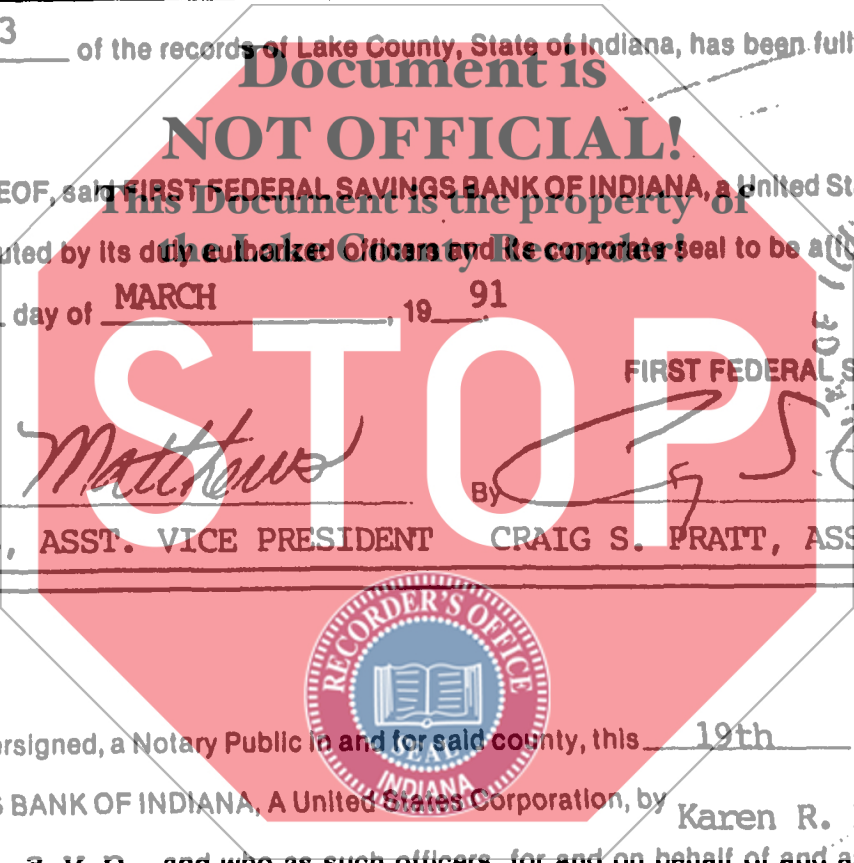 3
of the records of Lake County, State of Indiana, has been full
Document is
NOT OFFICIAL!
EOF, said FIRST FEDERAL SAVINGS BANK OF INDIANA, a United St
This Document is the property of
uted by its duly authorized officers and its corporate seal to be affi
the Lake County Recorder!
day of MARCH, 19 91.
STOP
FIRST FEDERAL S
Matthews
By
, ASST. VICE PRESIDENT CRAIG S. PRATT, ASS
RECORDER'S OFFICE
SEAL
INDIANA
ersigned, a Notary Public in and for said county, this 19th
S BANK OF INDIANA, A United States Corporation, by Karen R.
and who as such officers, for and on behalf of and a